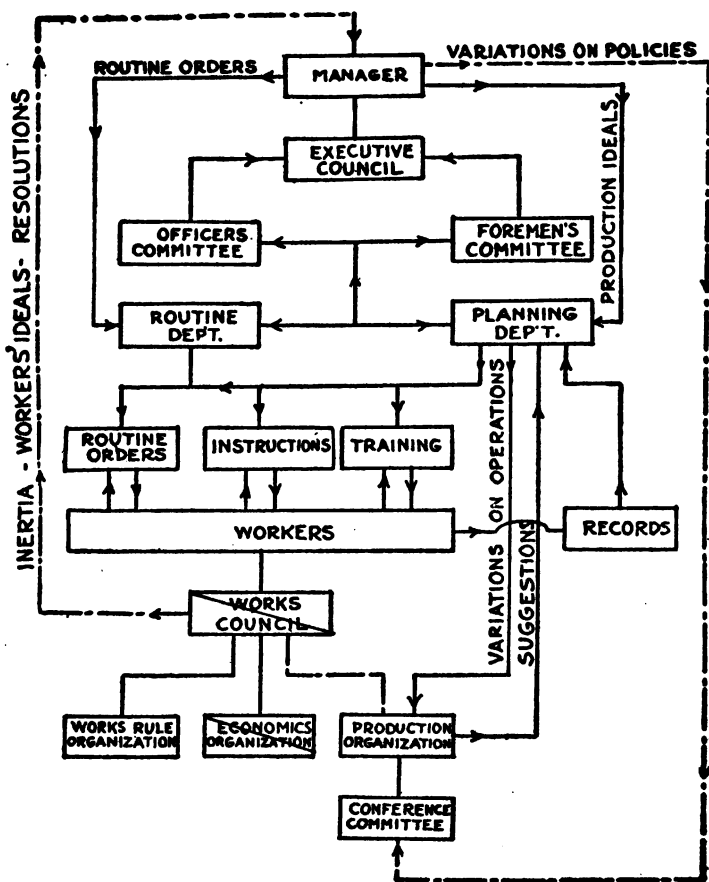 VARIATIONS ON POLICIES
ROUTINE ORDERS
MANAGER
EXECUTIVE
COUNCIL
PRODUCTION IDEALS
OFFICERS
COMMITTEE
FOREMEN'S
COMMITTEE
INERTIA - WORKERS' IDEALS - RESOLUTIONS
ROUTINE
DEPT.
PLANNING
DEP'T.
ROUTINE
ORDERS
INSTRUCTIONS
TRAINING
VARIATIONS ON OPERATIONS
SUGGESTIONS
WORKERS
RECORDS
WORKS
COUNCIL
WORKS RULE
ORGANIZATION
ECONOMICS
ORGANIZATION
PRODUCTION
ORGANIZATION
CONFERENCE
COMMITTEE